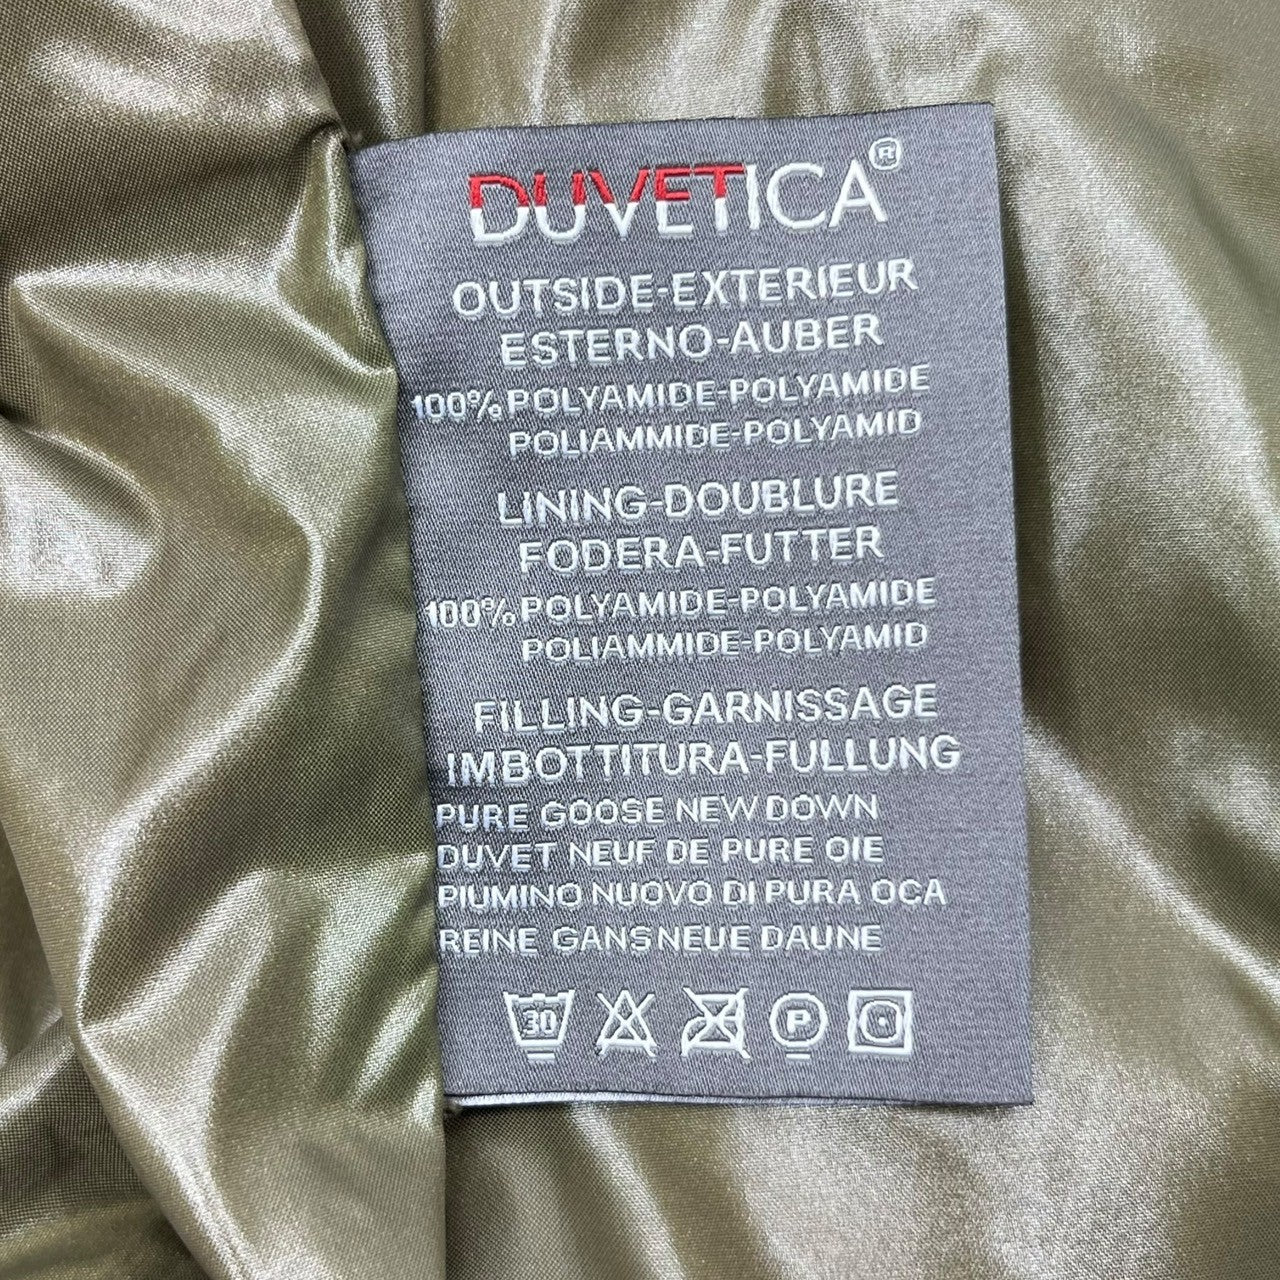 DUVETICA®
OUTSIDE-EXTERIEUR
ESTERNO-AUBER
100% POLYAMIDE-POLYAMIDE
POLIAMMIDE-POLYAMID
LINING-DOUBLURE
FODERA-FUTTER
100% POLYAMIDE-POLYAMIDE
POLIAMMIDE-POLYAMID
FILLING-GARNISSAGE
IMBOTTITURA-FULLUNG
PURE GOOSE NEW DOWN
DUVET NEUF DE PURE OIE
PIUMINO NUOVO DI PURA OCA
REINE GANSNEUE DAUNE
30 P